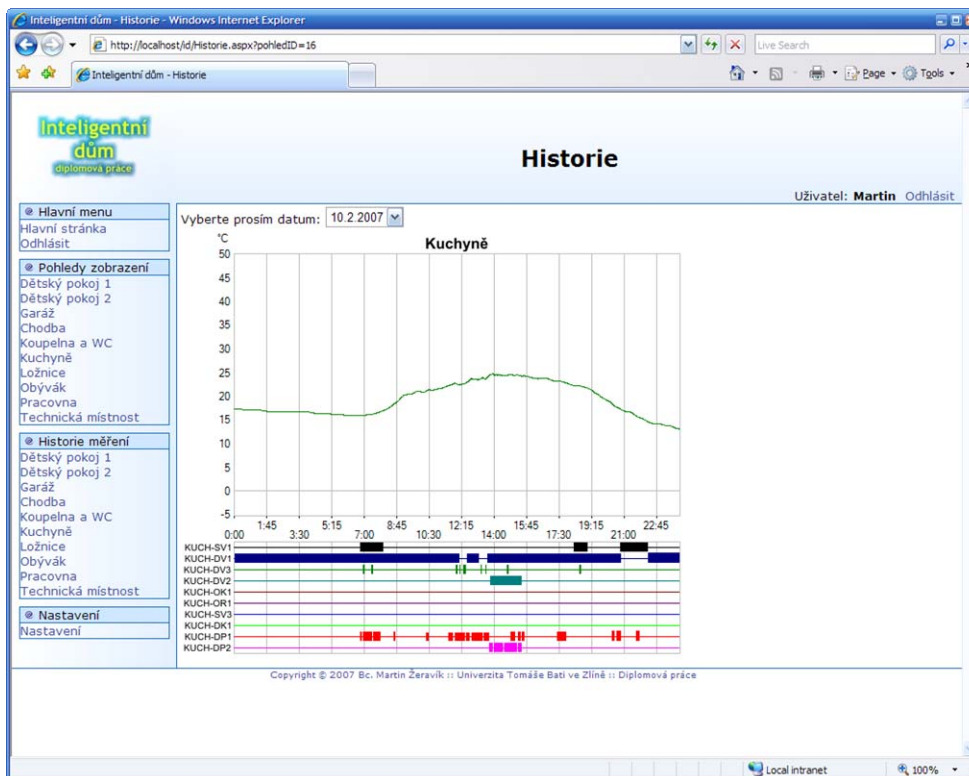 Inteligentní dům - Historie - Windows Internet Explorer
http://localhost/id/Historie.aspx?pohledID=16
Live Search
Inteligentní dům - Historie
Page
Tools
Inteligentní
dům
diplomová práce
Historie
Uživatel: Martin Odhlásit
Hlavní menu
Hlavní stránka
Odhlásit
Pohledy zobrazení
Dětský pokoj 1
Dětský pokoj 2
Garáž
Chodba
Koupelna a WC
Kuchyně
Ložnice
Obývák
Pracovna
Technická místnost
Historie měření
Dětský pokoj 1
Dětský pokoj 2
Garáž
Chodba
Koupelna a WC
Kuchyně
Ložnice
Obývák
Pracovna
Technická místnost
Nastavení
Nastavení
Vyberte prosím datum: 10.2.2007
°C
Kuchyně
50
45
40
35
30
25
20
15
10
5
0
-5
1:45 5:15 8:45 12:15 15:45 19:15 22:45
0:00 3:30 7:00 10:30 14:00 17:30 21:00
KUCH-SV1
KUCH-DV1
KUCH-DV3
KUCH-DV2
KUCH-OK1
KUCH-OR1
KUCH-SV3
KUCH-DK1
KUCH-DP1
KUCH-DP2
Copyright © 2007 Bc. Martin Žeravík :: Univerzita Tomáše Bati ve Zlíně :: Diplomová práce
Local intranet
100%